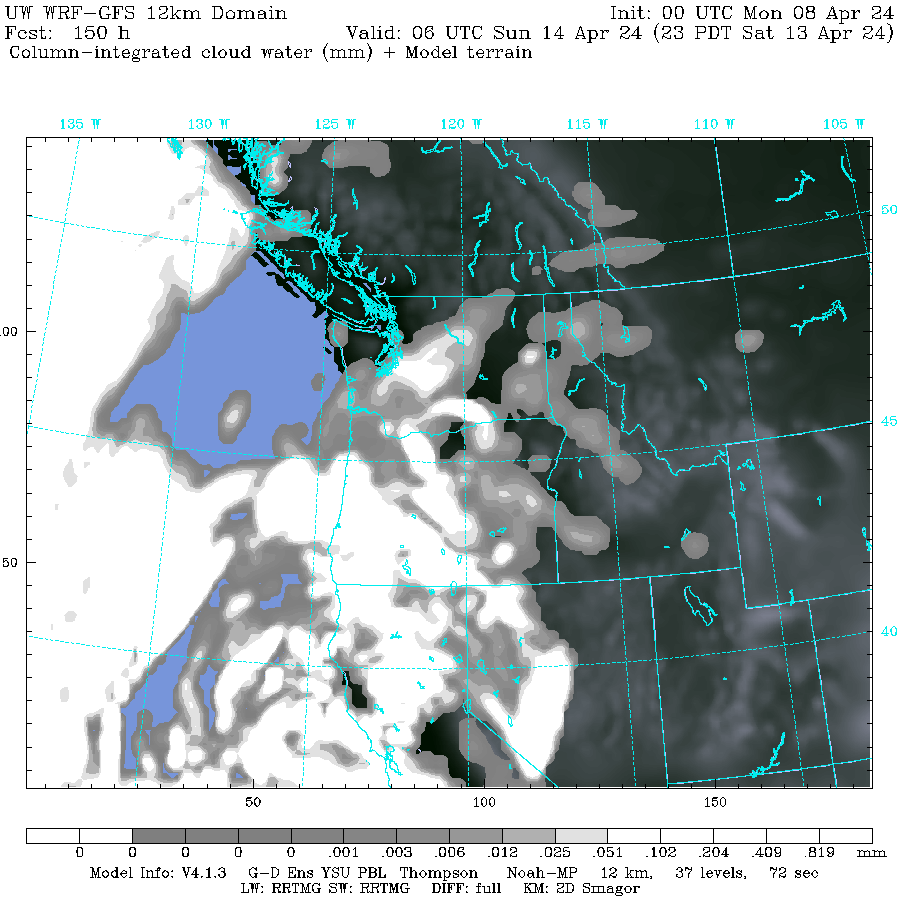 UW WRF-GFS 12km Domain Init: 00 UTC Mon 08 Apr 24
Fcst: 150 h Valid: 06 UTC Sun 14 Apr 24 (23 PDT Sat 13 Apr 24)
Column-integrated cloud water (mm) + Model terrain
135 W 130 W 125 W 120 W 115 W 110 W 105 W
50
00
45
50
40
50 100 150
0 0 0 0 .001 .003 .006 .012 .025 .051 .102 .204 .409 .819 mm
Model Info: V4.1.3 G-D Ens YSU PBL Thompson Noah-MP 12 km, 37 levels, 72 sec
LW: RRTMG SW: RRTMG DIFF: full KM: 2D Smagor